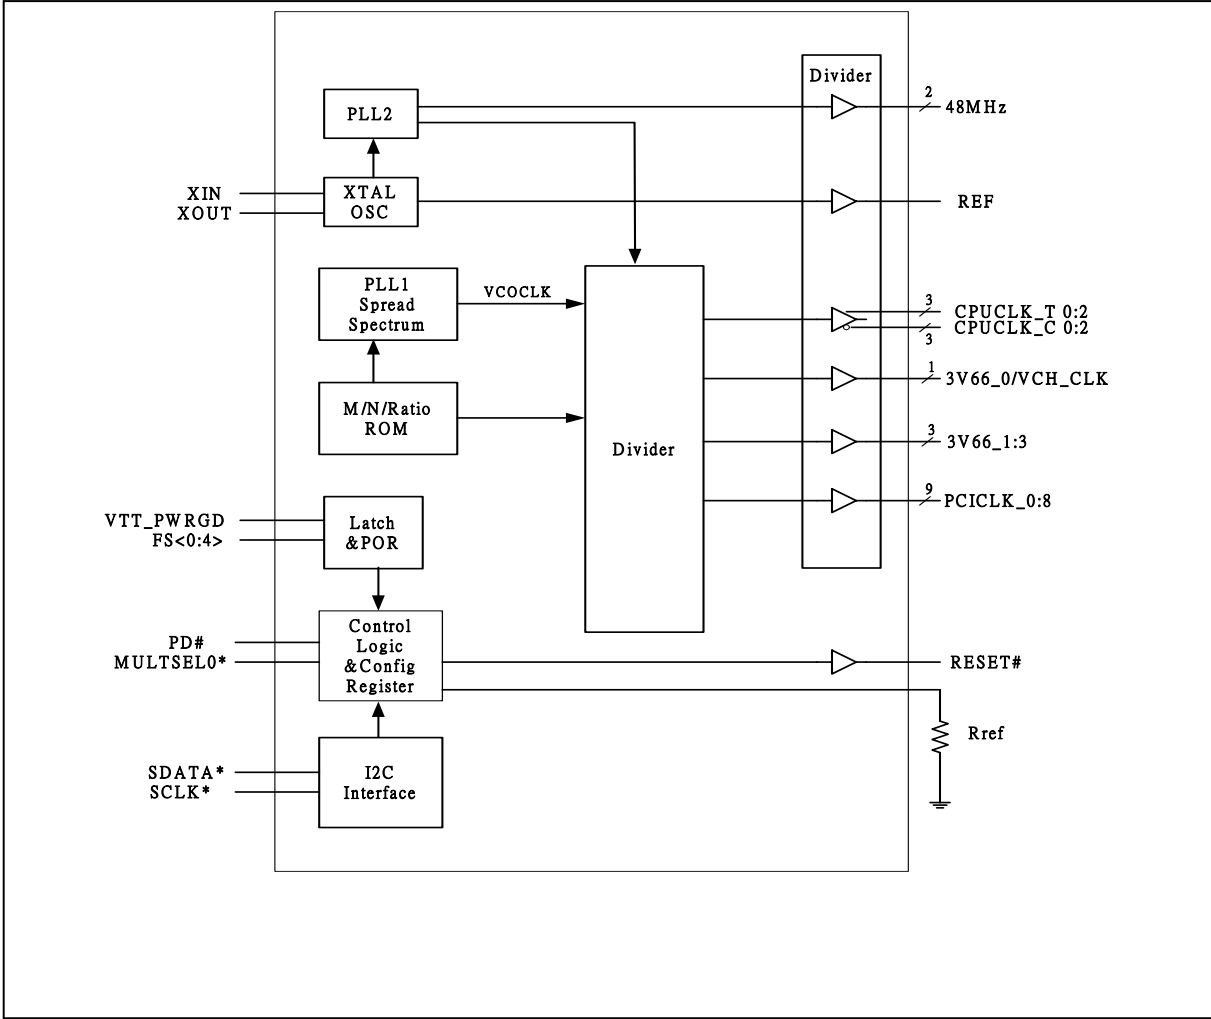 Divider
2
48MHz
PLL2
XIN
XOUT
XTAL
OSC
REF
PLL1
Spread
Spectrum
VCOCLK
3
CPUCLK_T 0:2
CPUCLK_C 0:2
3
1
3V66_0/VCH_CLK
M/N/Ratio
ROM
Divider
3
3V66_1:3
9
PCICLK_0:8
VTT_PWRGD
FS<0:4>
Latch
&POR
PD#
MULTSEL0*
Control
Logic
&Config
Register
RESET#
Rref
SDATA*
SCLK*
I2C
Interface